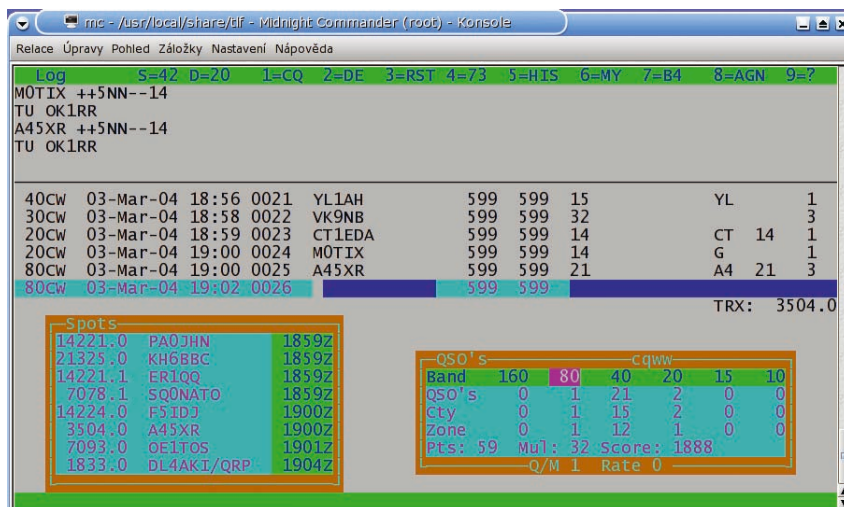 mc - /usr/local/share/tlf - Midnight Commander (root) - Konsole
Relace Úpravy Pohled Záložky Nastavení Nápověda
Log S=42 D=20 1=CQ 2=DE 3=RST 4=73 5=HIS 6=MY 7=B4 8=AGN 9=?
M0TIX ++5NN--14
TU OK1RR
A45XR ++5NN--14
TU OK1RR
40CW 03-Mar-04 18:56 0021 YL1AH 599 599 15 YL 1
30CW 03-Mar-04 18:58 0022 VK9NB 599 599 32 3
20CW 03-Mar-04 18:59 0023 CT1EDA 599 599 14 CT 14 1
20CW 03-Mar-04 19:00 0024 M0TIX 599 599 14 G 1
80CW 03-Mar-04 19:00 0025 A45XR 599 599 21 A4 21 3
80CW 03-Mar-04 19:02 0026 599 599
TRX: 3504.0
Spots
14221.0 PA0JHN 1859Z
21325.0 KH6BBC 1859Z
14221.1 ER1QQ 1859Z
7078.1 SQ0NATO 1859Z
14224.0 F5IDJ 1900Z
3504.0 A45XR 1900Z
7093.0 OE1TOS 1901Z
1833.0 DL4AKI/QRP 1904Z
QSO's cqww
Band 160 80 40 20 15 10
QSO's 0 1 21 2 0 0
Cty 0 1 15 2 0 0
Zone 0 1 12 1 0 0
Pts: 59 Mul: 32 Score: 1888
Q/M 1 Rate 0